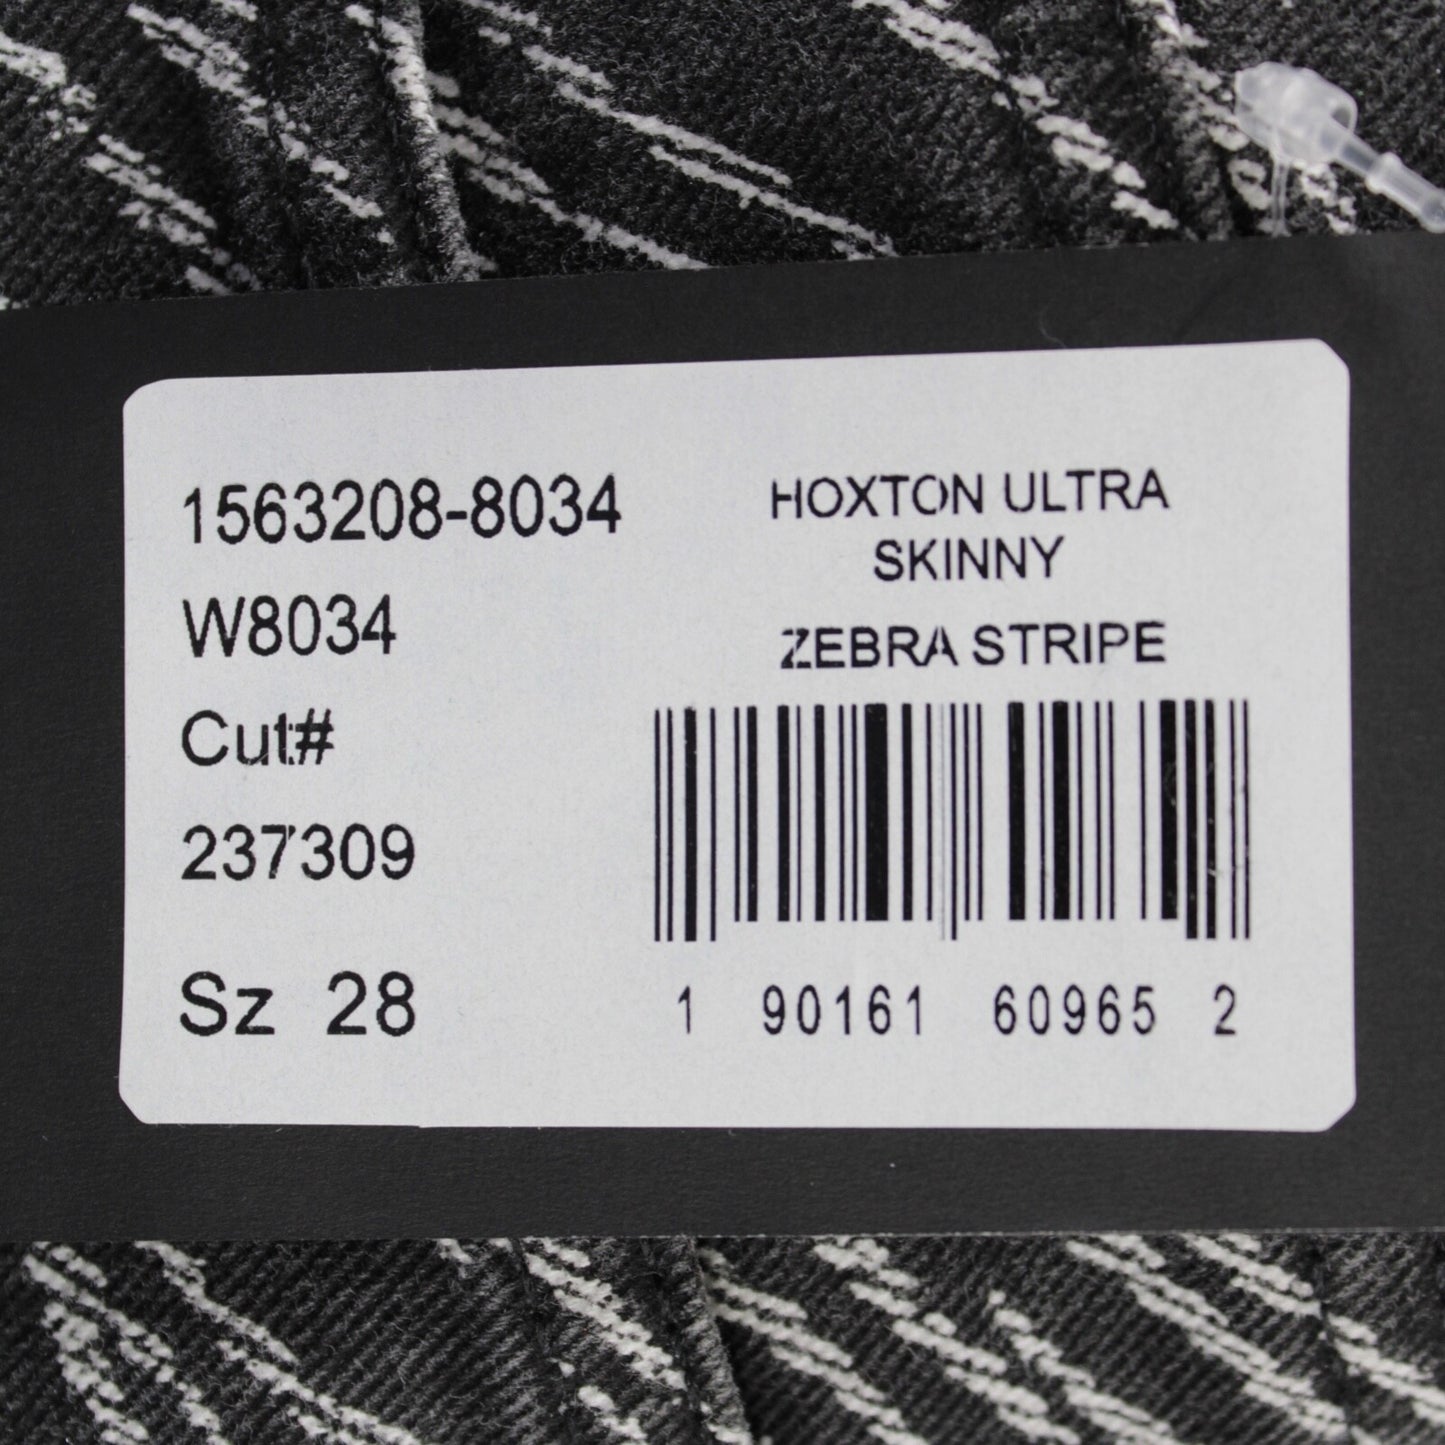 1563208-8034
W8034
Cut#
237309
Sz 28
HOXTON ULTRA
SKINNY
ZEBRA STRIPE
1 90161 60965 2